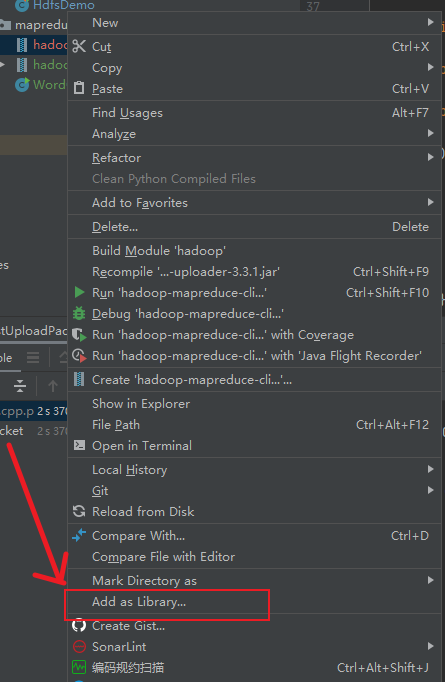 HdfsDemo
mapredu
hadoo
hadoo
Word
es
stUploadPac
ble
.cpp.p 2 s 370
cket 2 s 370
37
New
Cut Ctrl+X
Copy
Paste Ctrl+V
Find Usages Alt+F7
Analyze
Refactor
Clean Python Compiled Files
Add to Favorites
Delete... Delete
Build Module 'hadoop'
Recompile '...-uploader-3.3.1.jar' Ctrl+Shift+F9
Run 'hadoop-mapreduce-cli...' Ctrl+Shift+F10
Debug 'hadoop-mapreduce-cli...'
Run 'hadoop-mapreduce-cli...' with Coverage
Run 'hadoop-mapreduce-cli...' with 'Java Flight Recorder'
Create 'hadoop-mapreduce-cli...'...
Show in Explorer
File Path Ctrl+Alt+F12
Open in Terminal
Local History
Git
Reload from Disk
Compare With... Ctrl+D
Compare File with Editor
Mark Directory as
Add as Library...
Create Gist...
SonarLint
编码规约扫描 Ctrl+Alt+Shift+J